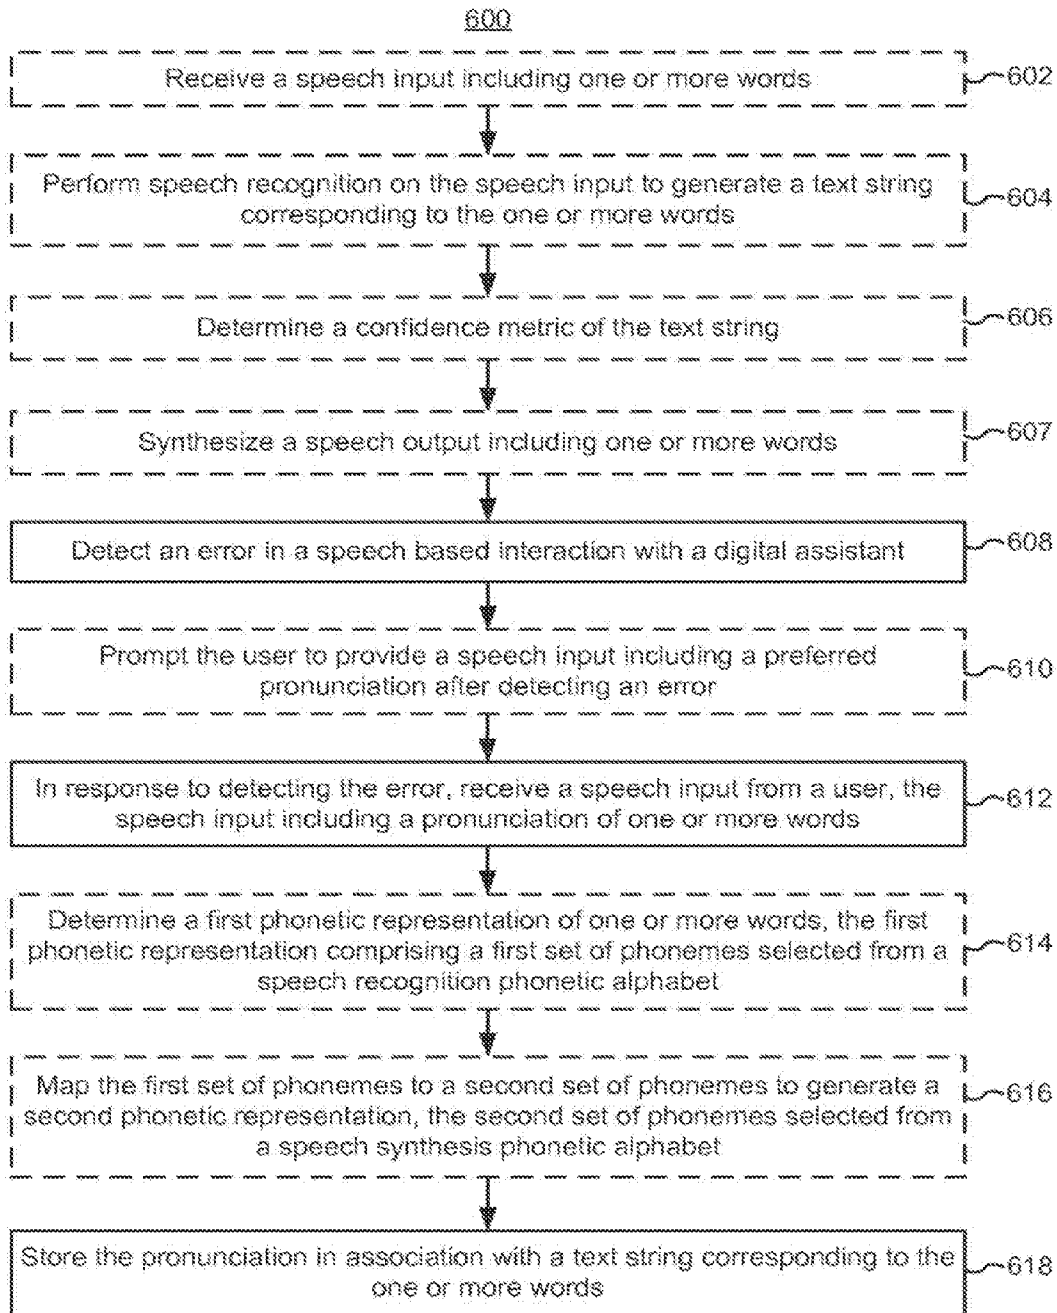 600
Receive a speech input including one or more words
602
Perform speech recognition on the speech input to generate a text string
corresponding to the one or more words
604
Determine a confidence metric of the text string
606
Synthesize a speech output including one or more words
607
Detect an error in a speech based interaction with a digital assistant
608
Prompt the user to provide a speech input including a preferred
pronunciation after detecting an error
610
In response to detecting the error, receive a speech input from a user, the
speech input including a pronunciation of one or more words
612
Determine a first phonetic representation of one or more words, the first
phonetic representation comprising a first set of phonemes selected from a
speech recognition phonetic alphabet
614
Map the first set of phonemes to a second set of phonemes to generate a
second phonetic representation, the second set of phonemes selected from
a speech synthesis phonetic alphabet
616
Store the pronunciation in association with a text string corresponding to the
one or more words
618